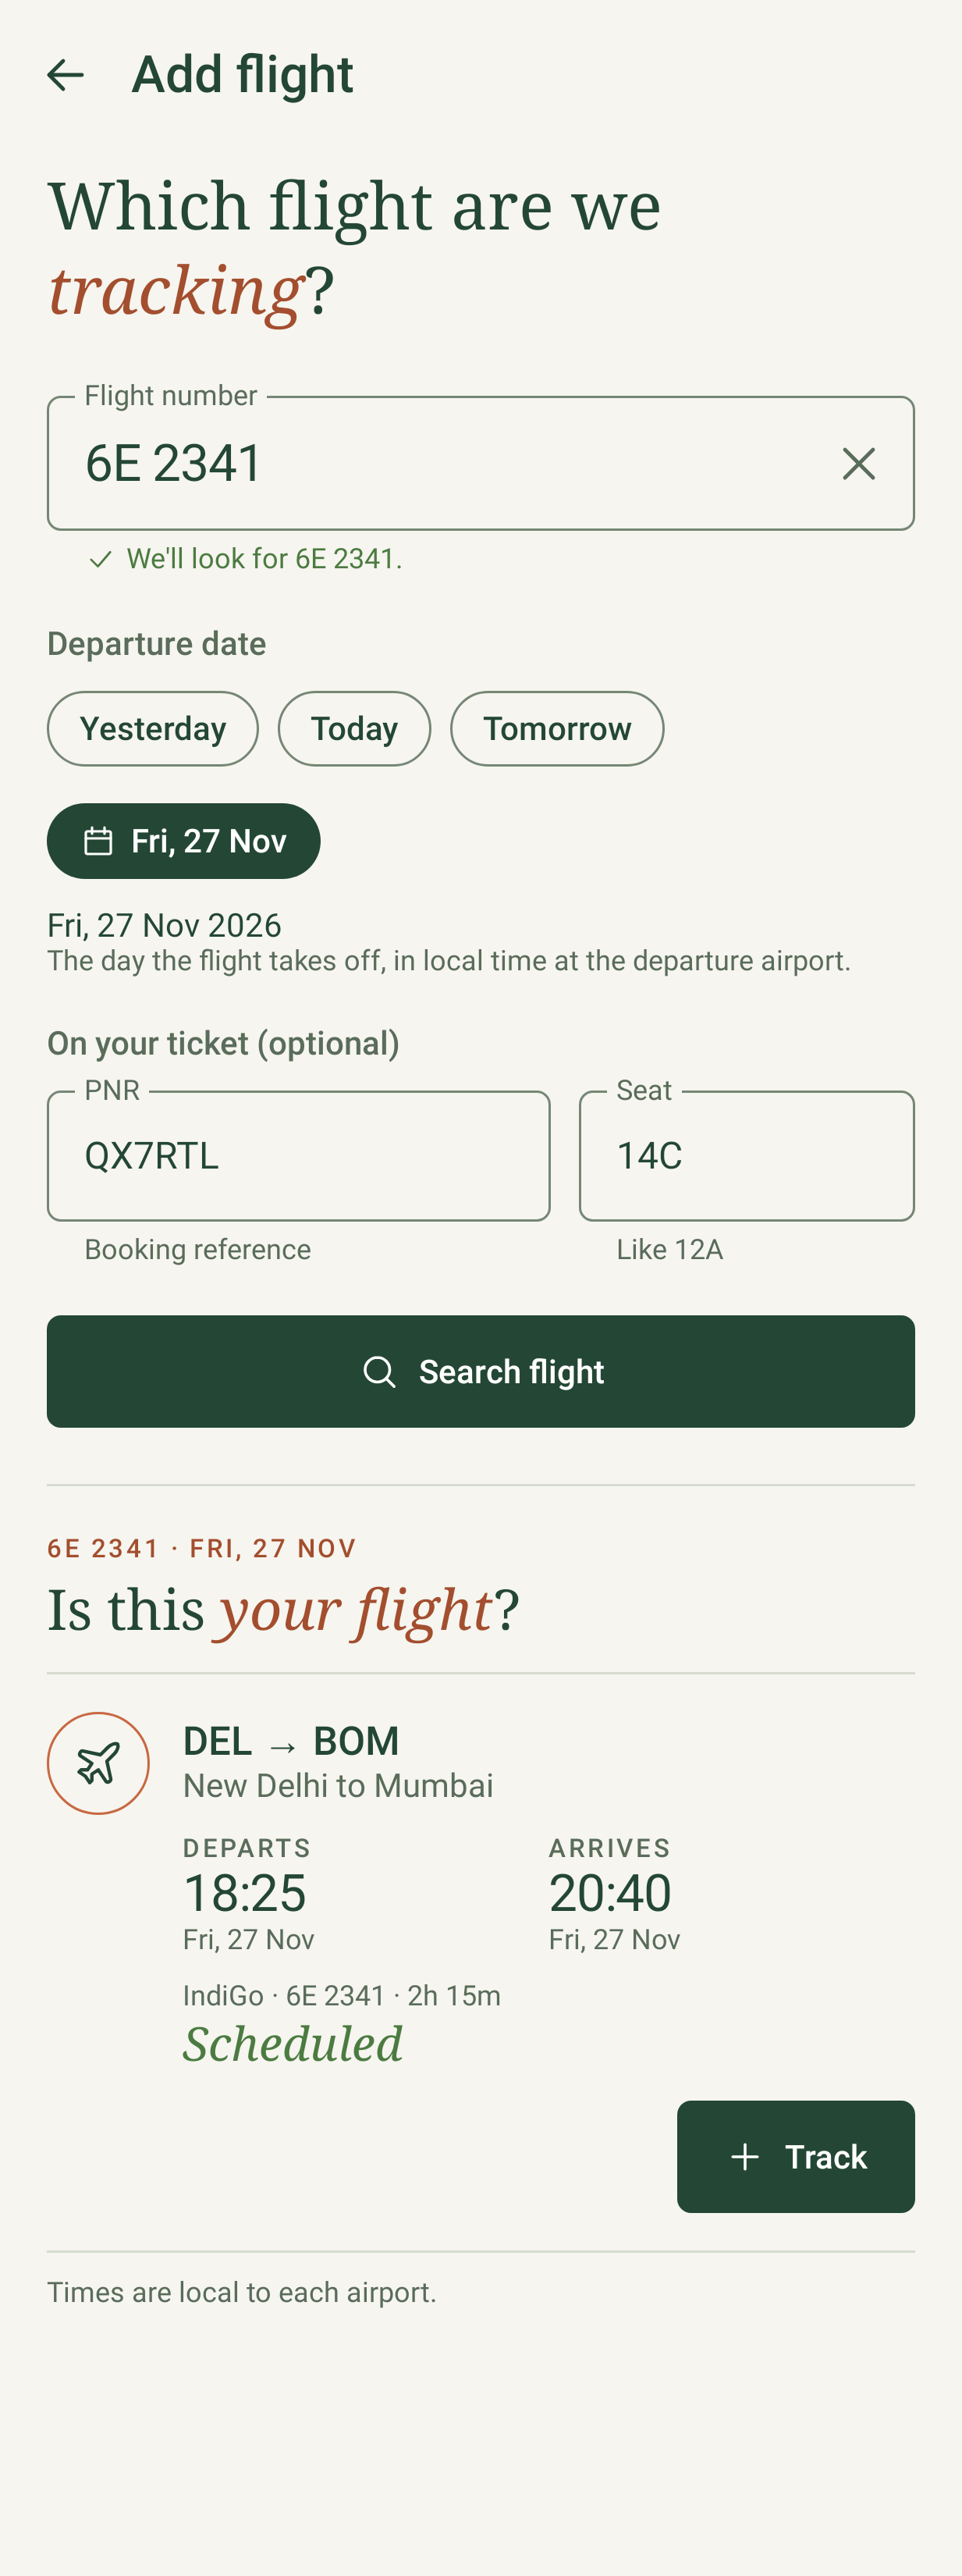 Add flight
Which flight are we
tracking?
Flight number
6E 2341
We'll look for 6E 2341.
Departure date
Yesterday
Today
Tomorrow
Fri, 27 Nov
Fri, 27 Nov 2026
The day the flight takes off, in local time at the departure airport.
On your ticket (optional)
PNR
QX7RTL
Booking reference
Seat
14C
Like 12A
Search flight
6E 2341 · FRI, 27 NOV
Is this your flight?
DEL → BOM
New Delhi to Mumbai
DEPARTS
18:25
Fri, 27 Nov
ARRIVES
20:40
Fri, 27 Nov
IndiGo · 6E 2341 · 2h 15m
Scheduled
Track
Times are local to each airport.